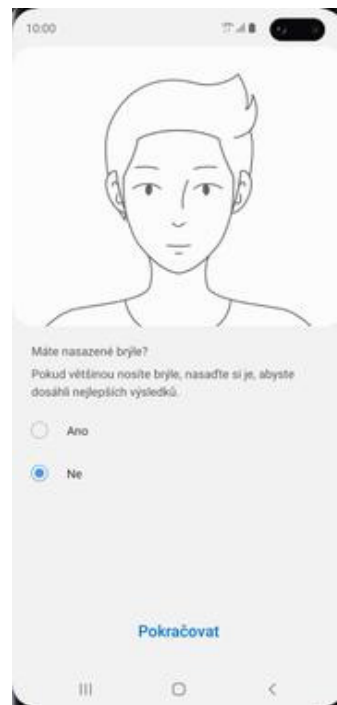 10:00
Máte nasazené brýle?
Pokud většinou nosíte brýle, nasaďte si je, abyste
dosáhli nejlepších výsledků.
Ano
Ne
Pokračovat